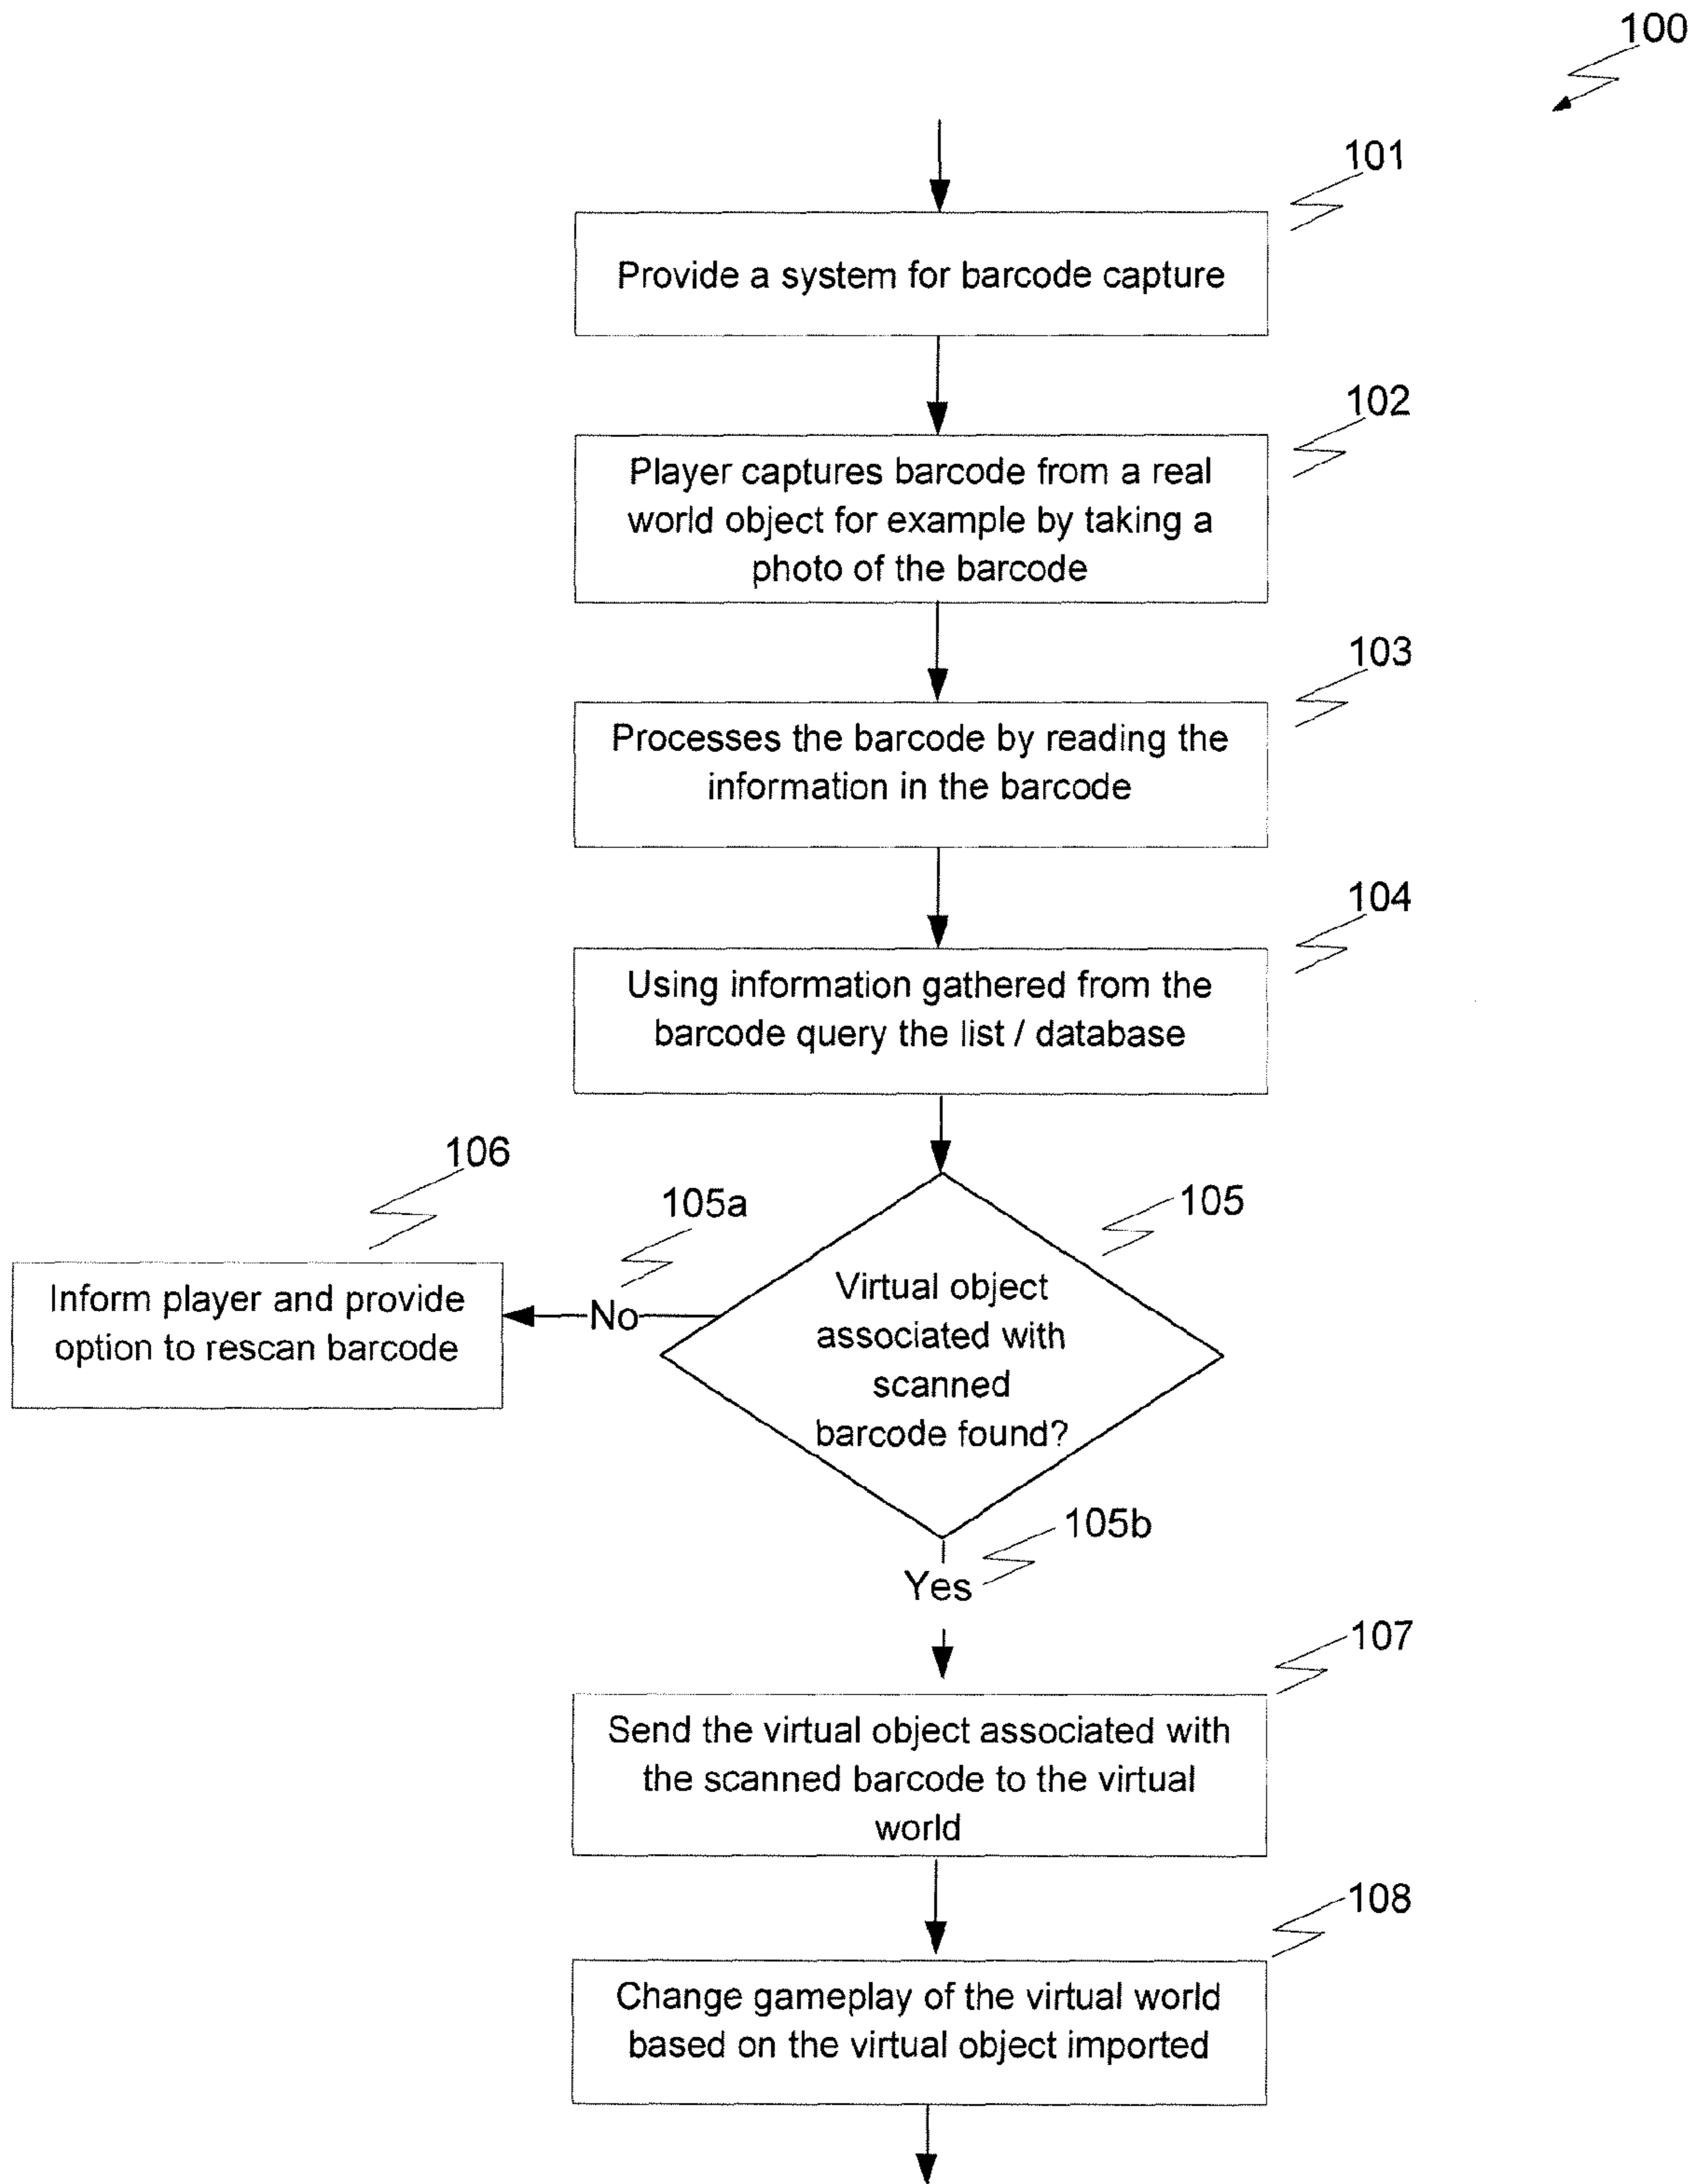 100
101
Provide a system for barcode capture
102
Player captures barcode from a real
world object for example by taking a
photo of the barcode
103
Processes the barcode by reading the
information in the barcode
104
Using information gathered from the
barcode query the list / database
106
105a
105
Inform player and provide
option to rescan barcode
No
Virtual object
associated with
scanned
barcode found?
105b
Yes
107
Send the virtual object associated with
the scanned barcode to the virtual
world
108
Change gameplay of the virtual world
based on the virtual object imported